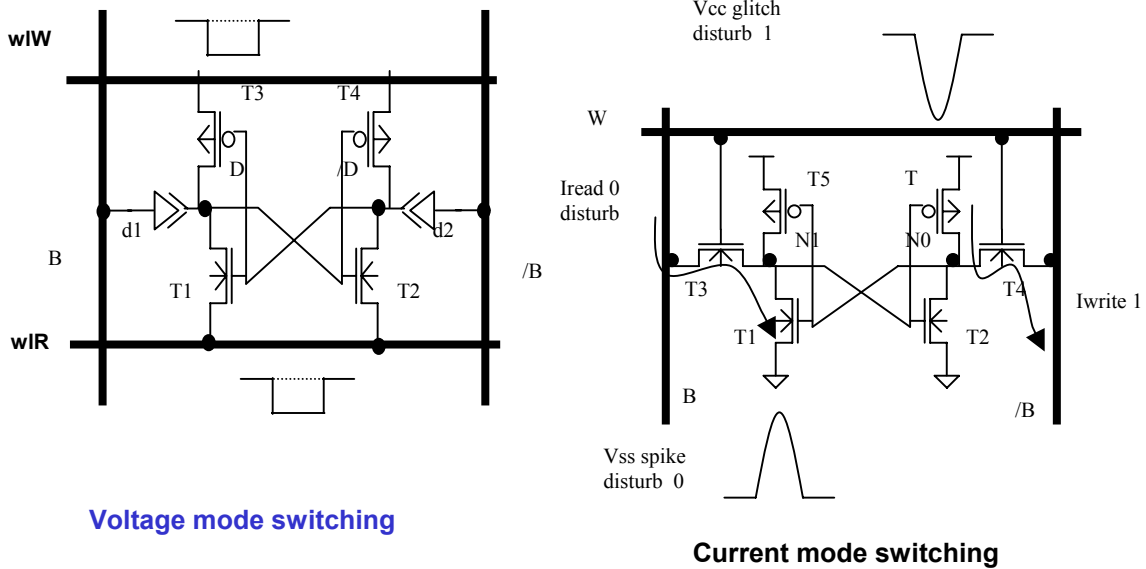 wlW
T3
T4
D
/D
d1
d2
B
/B
T1
T2
wlR
Voltage mode switching
Vcc glitch
disturb 1
W
Iread 0
disturb
T5
T
N1
N0
T3
T4
Iwrite 1
T1
T2
B
/B
Vss spike
disturb 0
Current mode switching